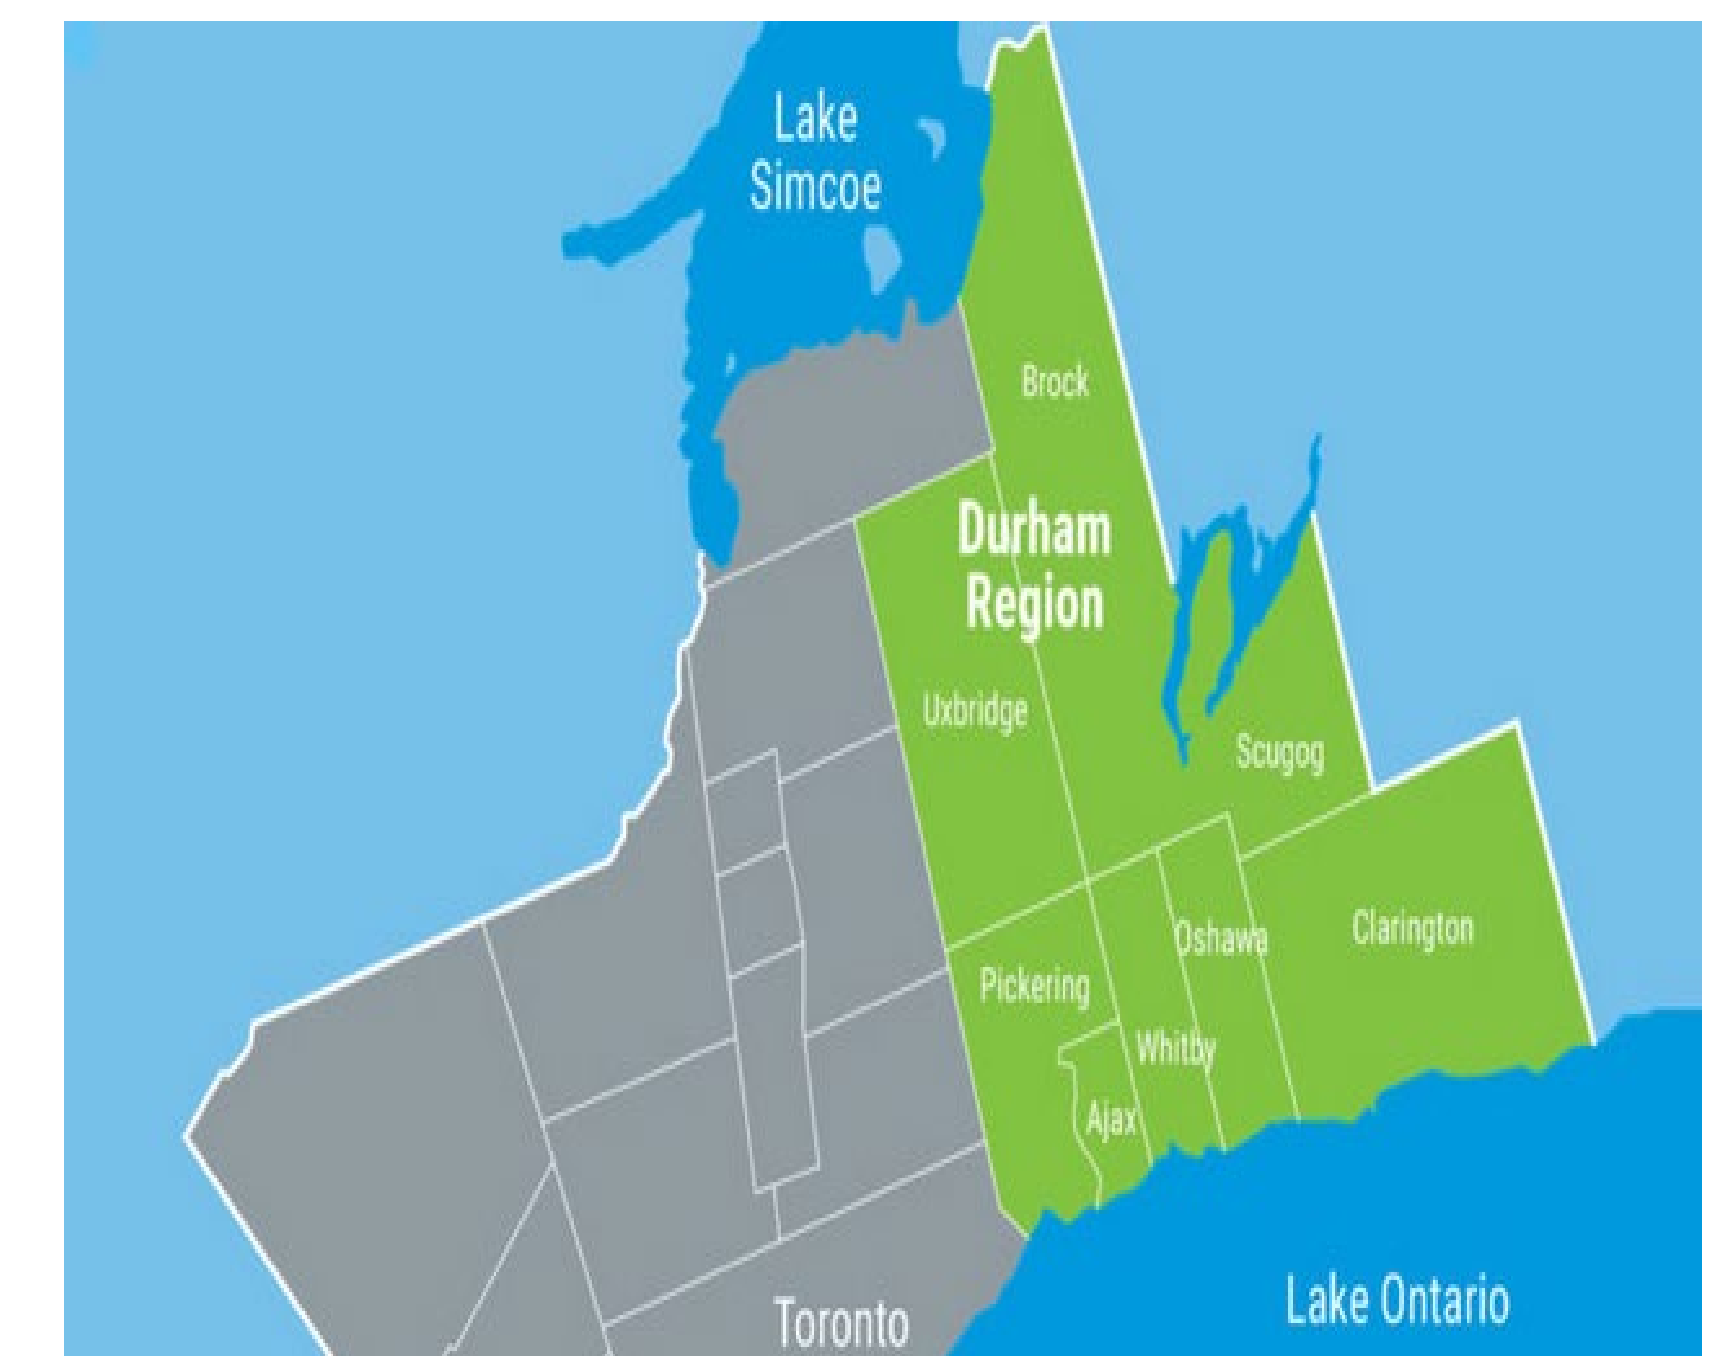 Lake
Simcoe
Brock
Durham
Region
Uxbridge
Scugog
Oshawa
Clarington
Pickering
Whitby
Ajax
Lake Ontario
Toronto